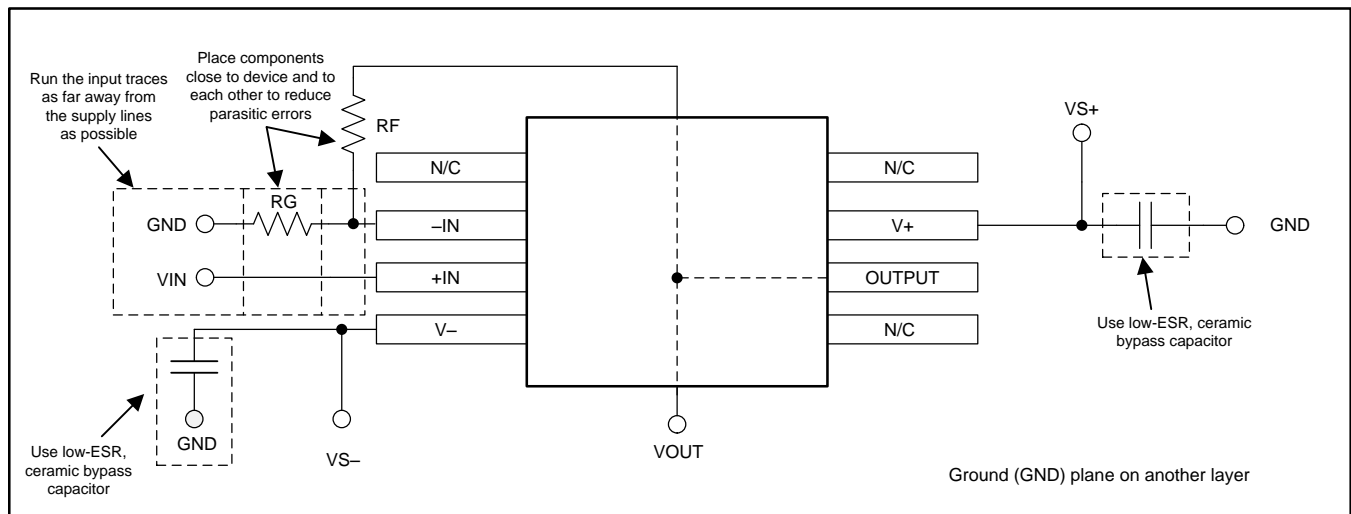 Place components
close to device and to
each other to reduce
parasitic errors
Run the input traces
as far away from
the supply lines
as possible
RF
VS+
N/C
N/C
RG
GND
–IN
V+
GND
VIN
+IN
OUTPUT
V–
N/C
Use low-ESR, ceramic
bypass capacitor
GND
Use low-ESR,
ceramic bypass
capacitor
VS–
VOUT
Ground (GND) plane on another layer